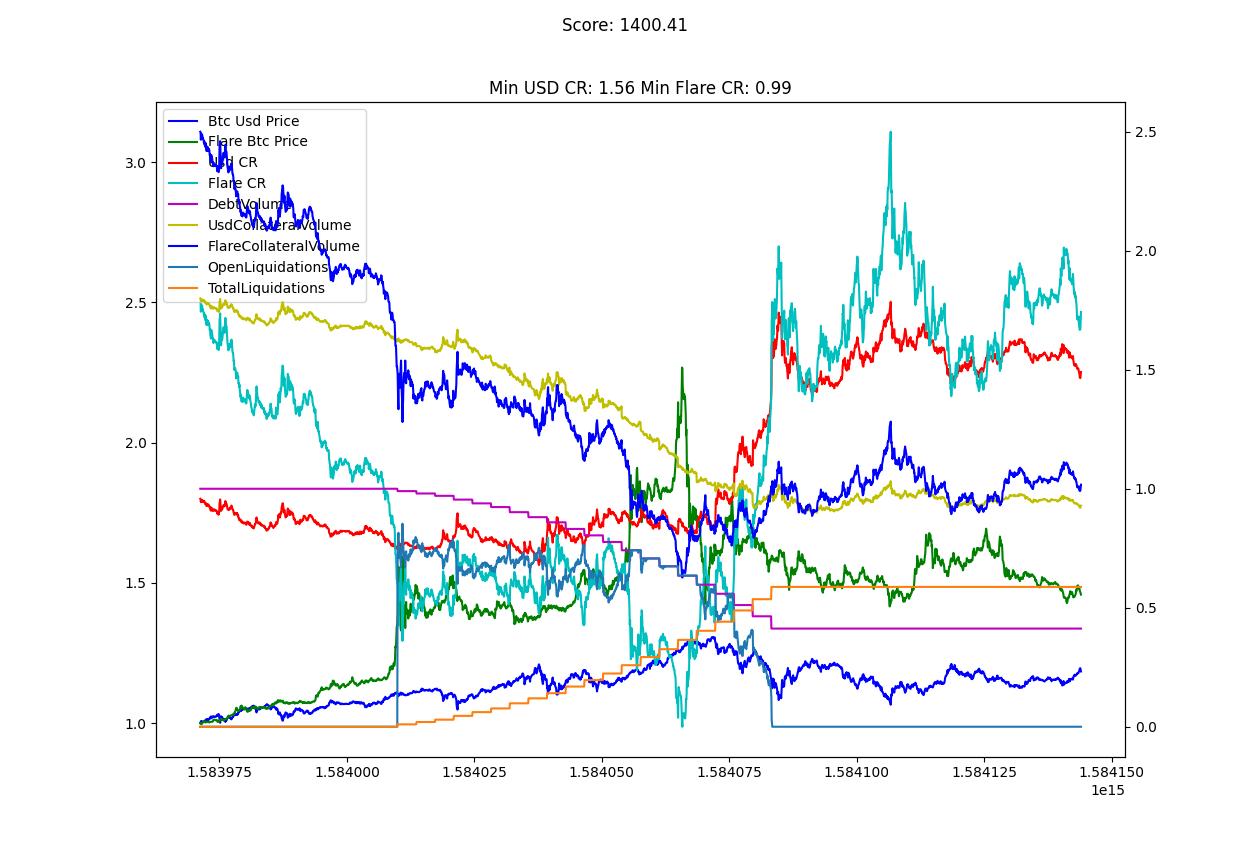 Score: 1400.41
Min USD CR: 1.56 Min Flare CR: 0.99
Btc Usd Price
Flare Btc Price
Usd CR
Flare CR
DebtVolume
UsdCollateralVolume
FlareCollateralVolume
OpenLiquidations
TotalLiquidations
3.0
2.5
2.0
1.5
1.0
2.5
2.0
1.5
1.0
0.5
0.0
1.583975
1.584000
1.584025
1.584050
1.584075
1.584100
1.584125
1.584150
1e15